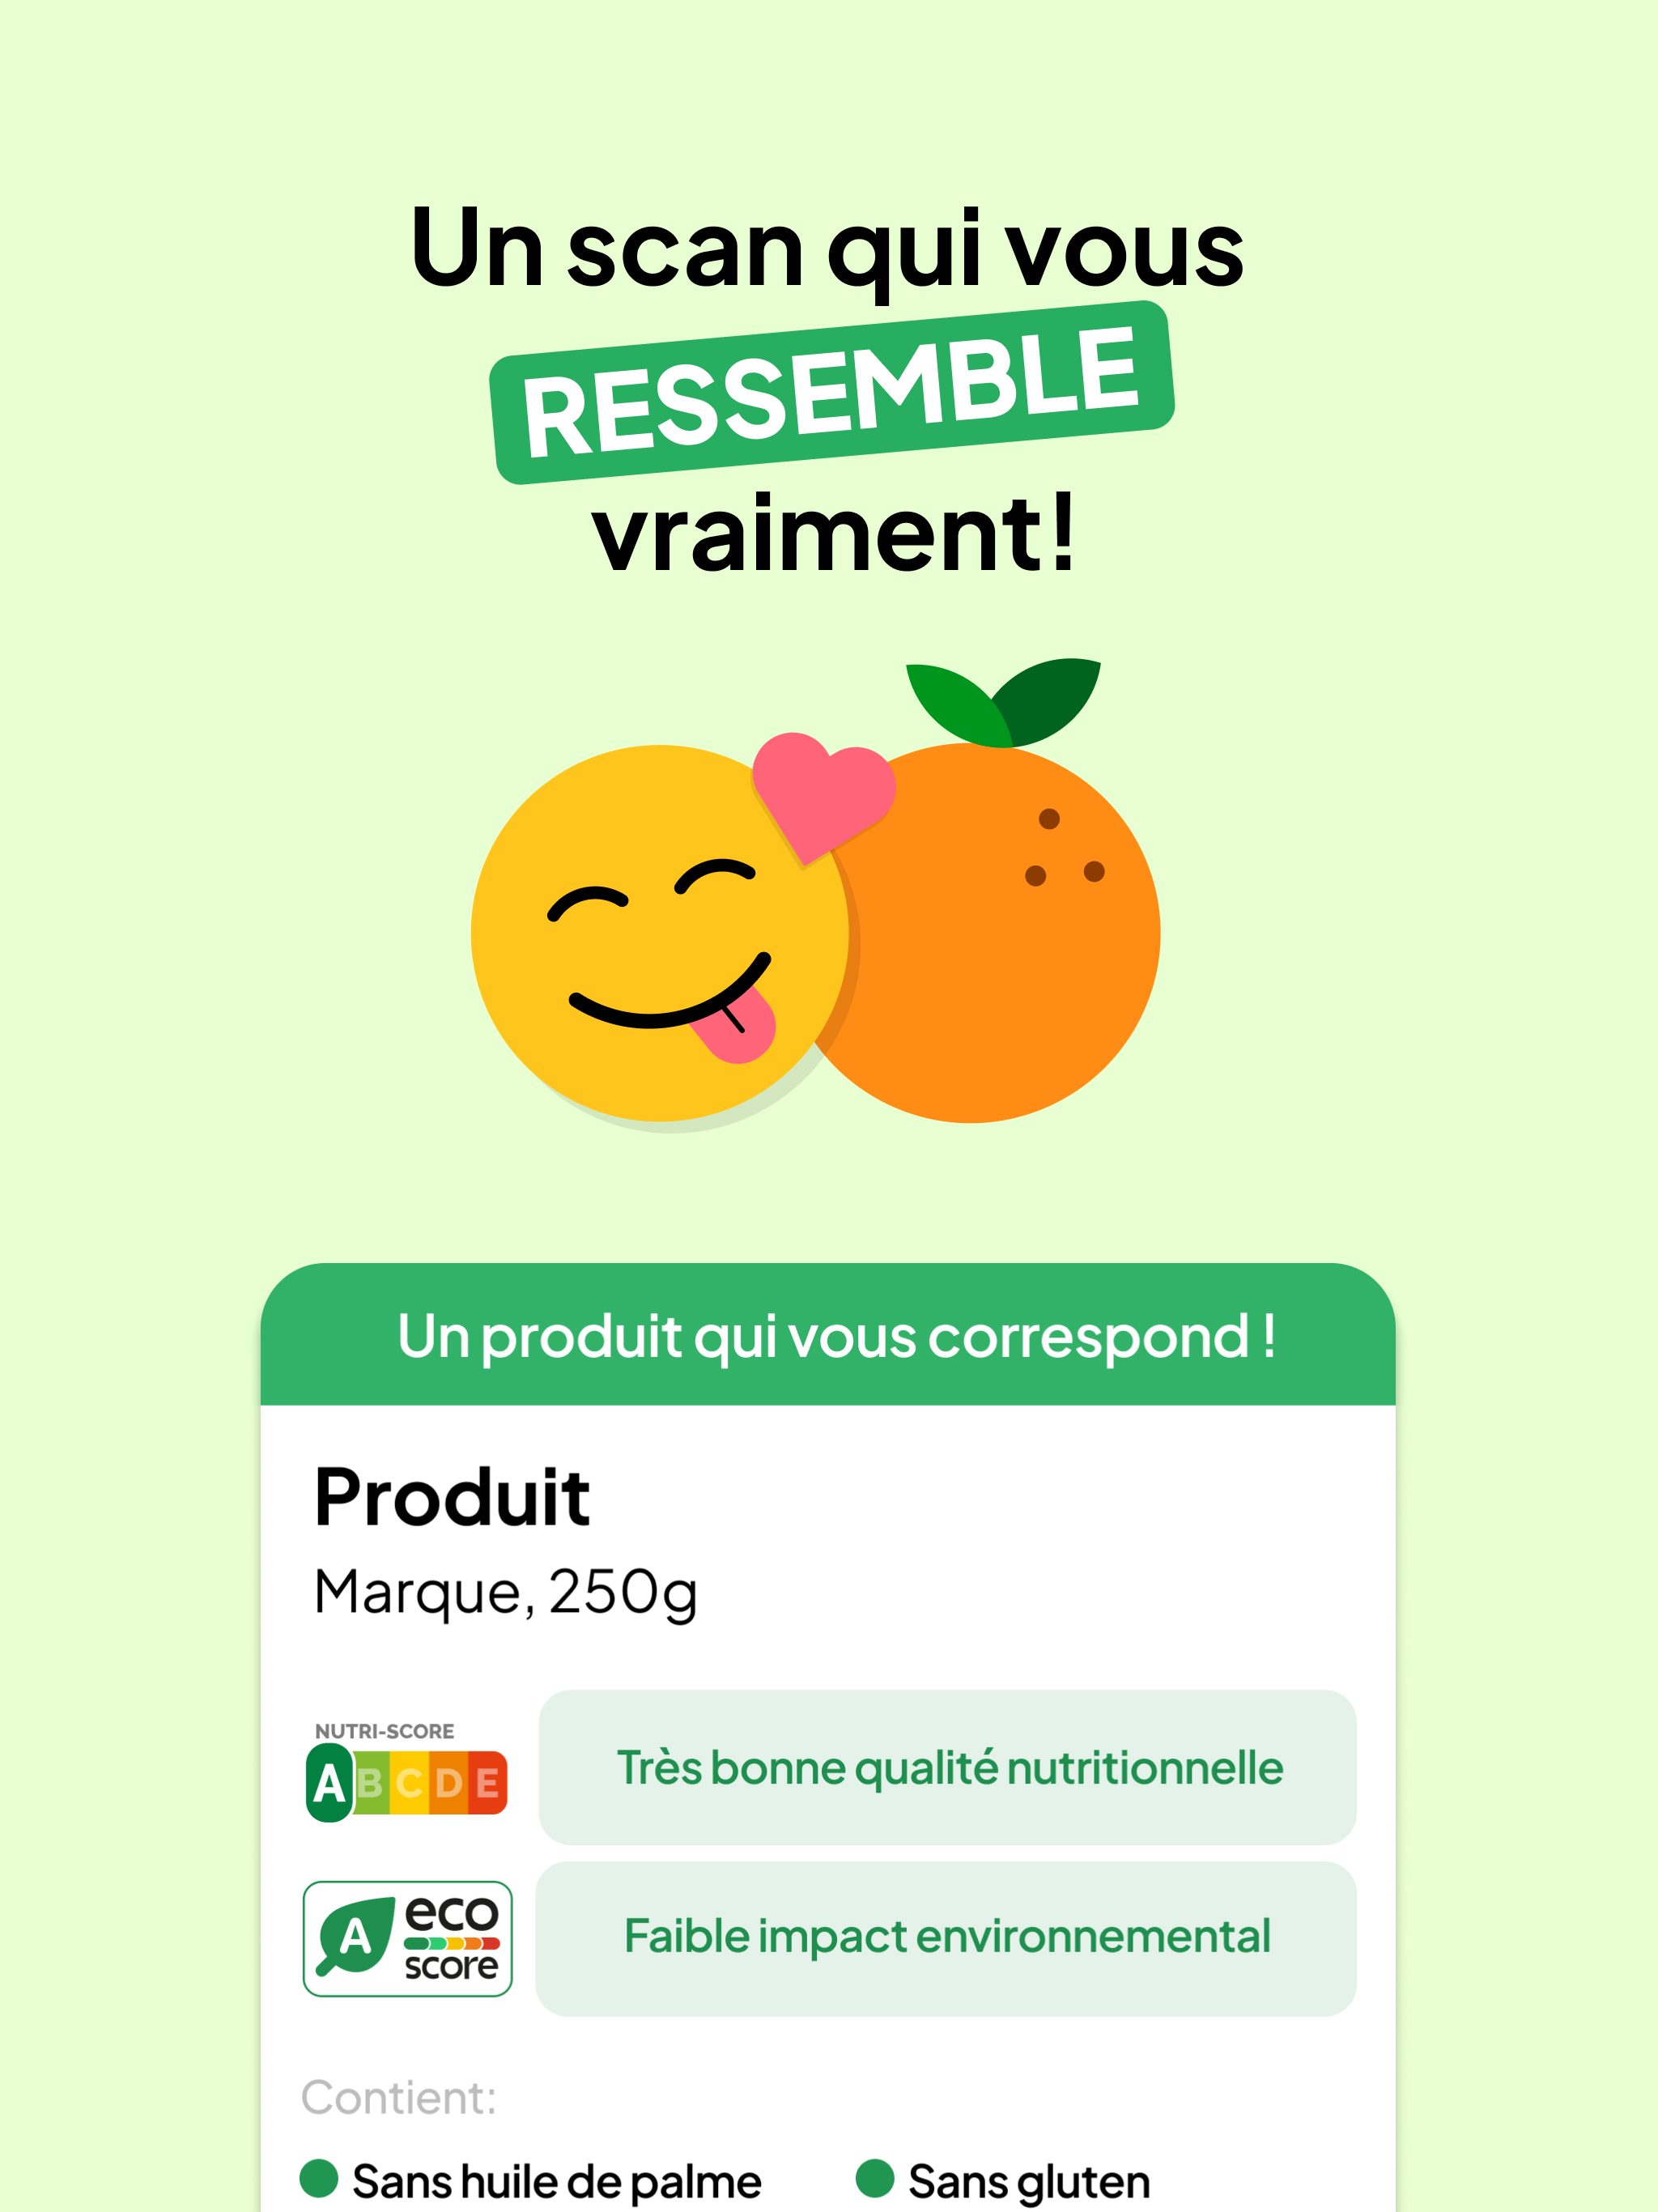 Un scan qui vous
RESSEMBLE
vraiment!
Un produit qui vous correspond !
Produit
Marque, 250g
NUTRI-SCORE
A B C D E
Très bonne qualité nutritionnelle
A
eco
score
Faible impact environnemental
Contient:
Sans huile de palme
Sans gluten